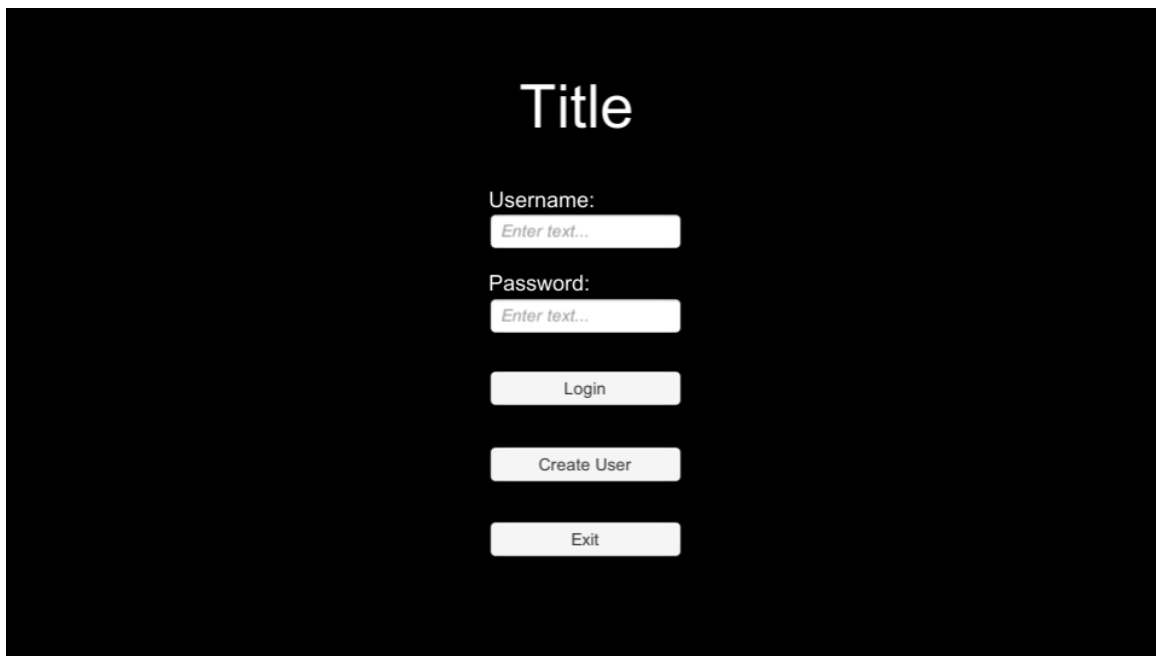 Title
Username:
Enter text...
Password:
Enter text...
Login
Create User
Exit